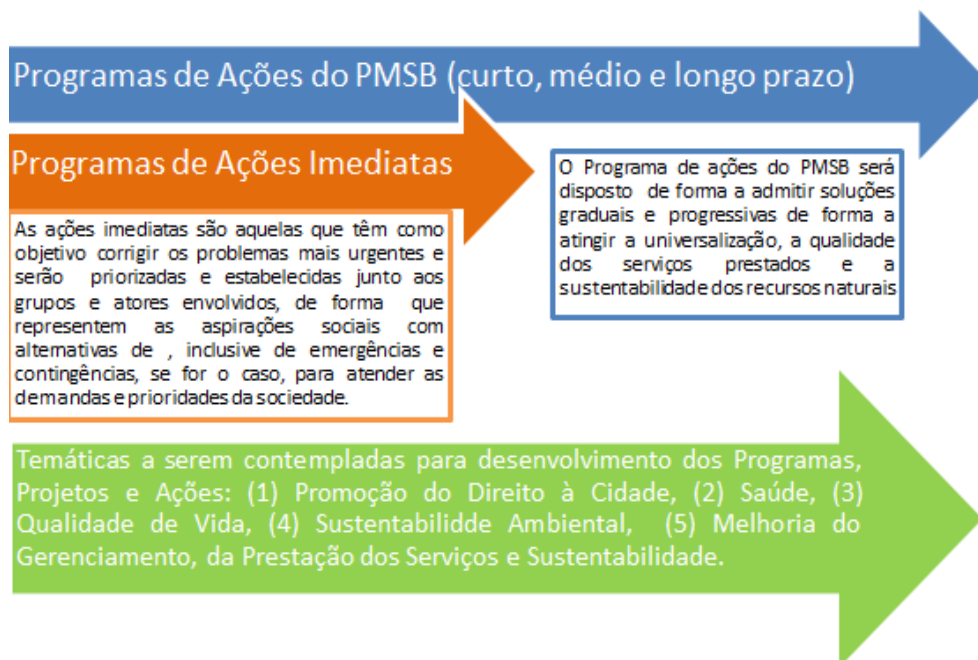 Programas de Ações do PMSB (curto, médio e longo prazo)
Programas de Ações Imediatas
As ações imediatas são aquelas que têm como
objetivo corrigir os problemas mais urgentes e
serão priorizadas e estabelecidas junto aos
grupos e atores envolvidos, de forma que
representem as aspirações sociais com
alternativas de , inclusive de emergências e
contingências, se for o caso, para atender as
demandas e prioridades da sociedade.
O Programa de ações do PMSB será
disposto de forma a admitir soluções
graduais e progressivas de forma a
atingir a universalização, a qualidade
dos serviços prestados e a
sustentabilidade dos recursos naturais
Temáticas a serem contempladas para desenvolvimento dos Programas,
Projetos e Ações: (1) Promoção do Direito à Cidade, (2) Saúde, (3)
Qualidade de Vida, (4) Sustentabilidde Ambiental, (5) Melhoria do
Gerenciamento, da Prestação dos Serviços e Sustentabilidade.